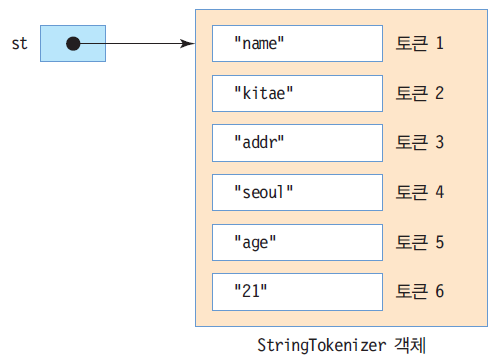 st
"name" 토큰 1
"kitae" 토큰 2
"addr" 토큰 3
"seoul" 토큰 4
"age" 토큰 5
"21" 토큰 6
StringTokenizer 객체